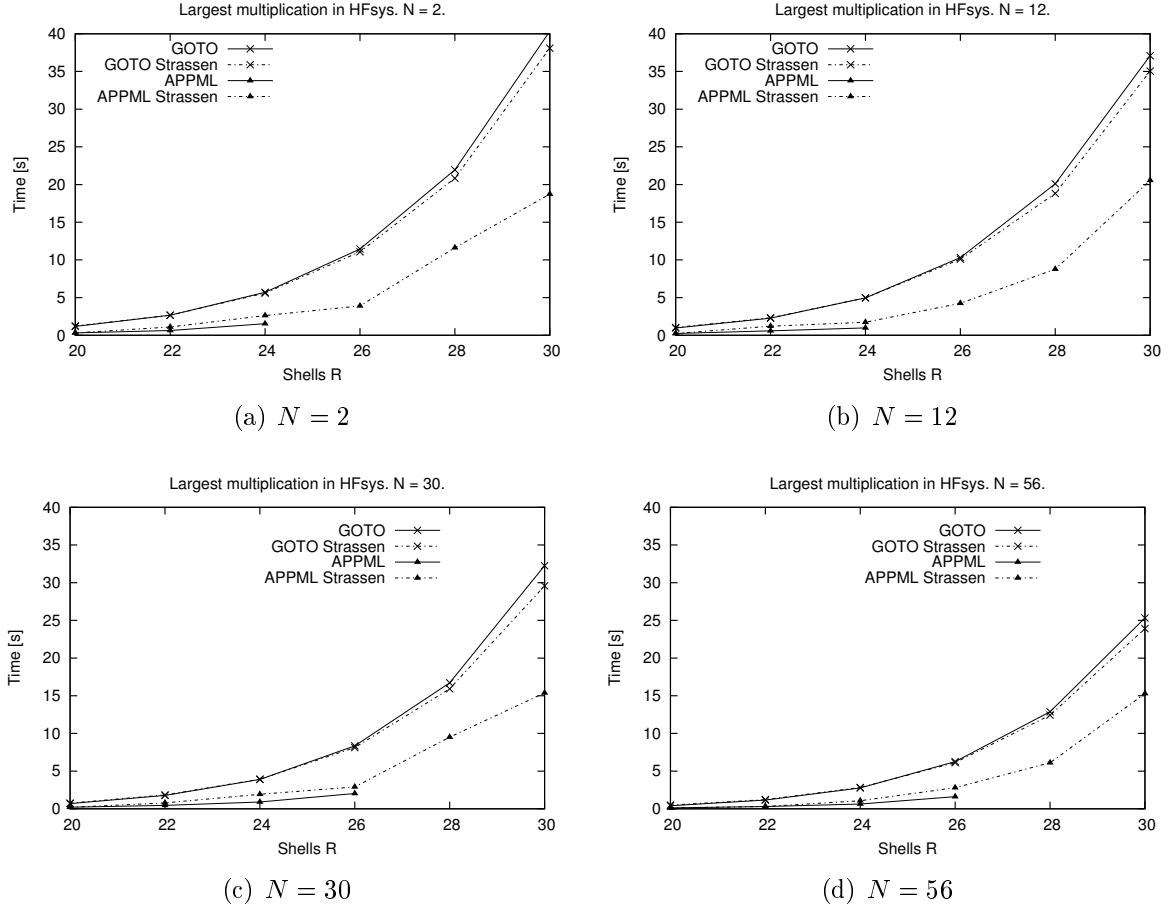 Largest multiplication in HFsys. N = 2.
40
35
30
25
20
15
10
5
0
Time [s]
GOTO
GOTO Strassen
APPML
APPML Strassen
20 22 24 26 28 30
Shells R
(a) N = 2
Largest multiplication in HFsys. N = 12.
40
35
30
25
20
15
10
5
0
Time [s]
GOTO
GOTO Strassen
APPML
APPML Strassen
20 22 24 26 28 30
Shells R
(b) N = 12
Largest multiplication in HFsys. N = 30.
40
35
30
25
20
15
10
5
0
Time [s]
GOTO
GOTO Strassen
APPML
APPML Strassen
20 22 24 26 28 30
Shells R
(c) N = 30
Largest multiplication in HFsys. N = 56.
40
35
30
25
20
15
10
5
0
Time [s]
GOTO
GOTO Strassen
APPML
APPML Strassen
20 22 24 26 28 30
Shells R
(d) N = 56